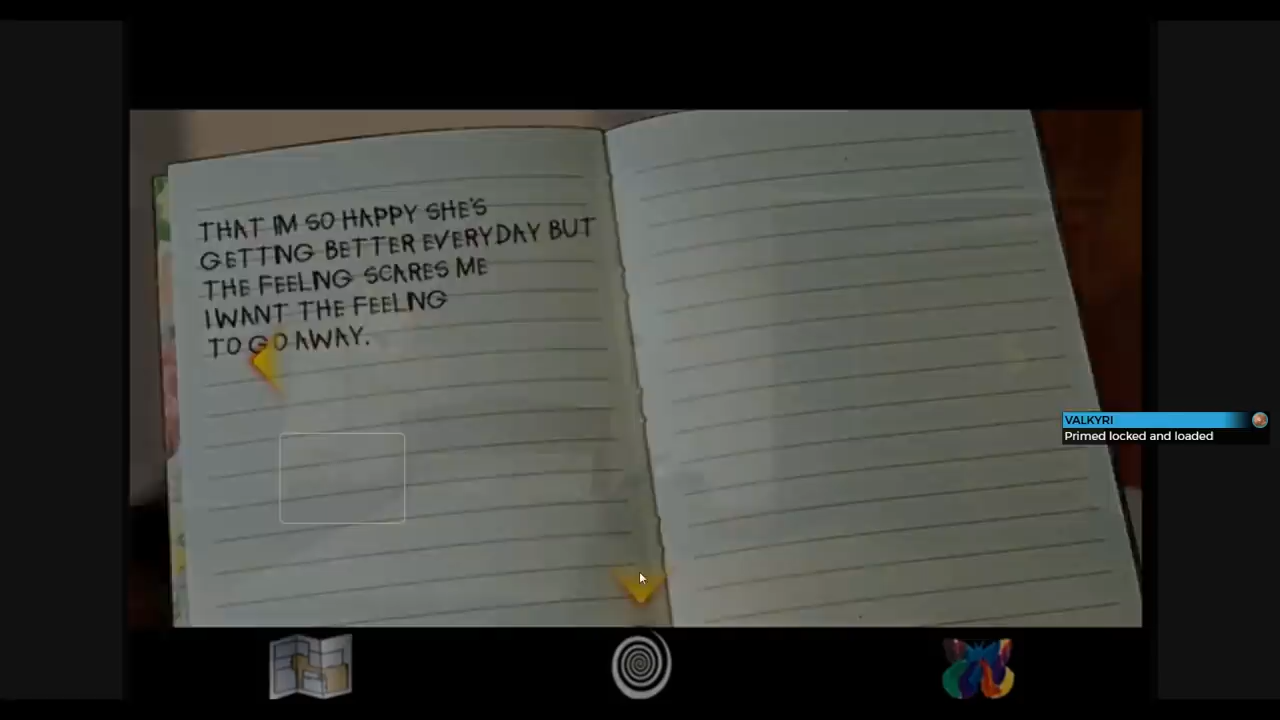 THAT IM SO HAPPY SHE'S
GETTING BETTER EVERYDAY BUT
THE FEELNG SCARES ME
I WANT THE FEELNG
TO GO AWAY.
VALKYRI
Primed locked and loaded